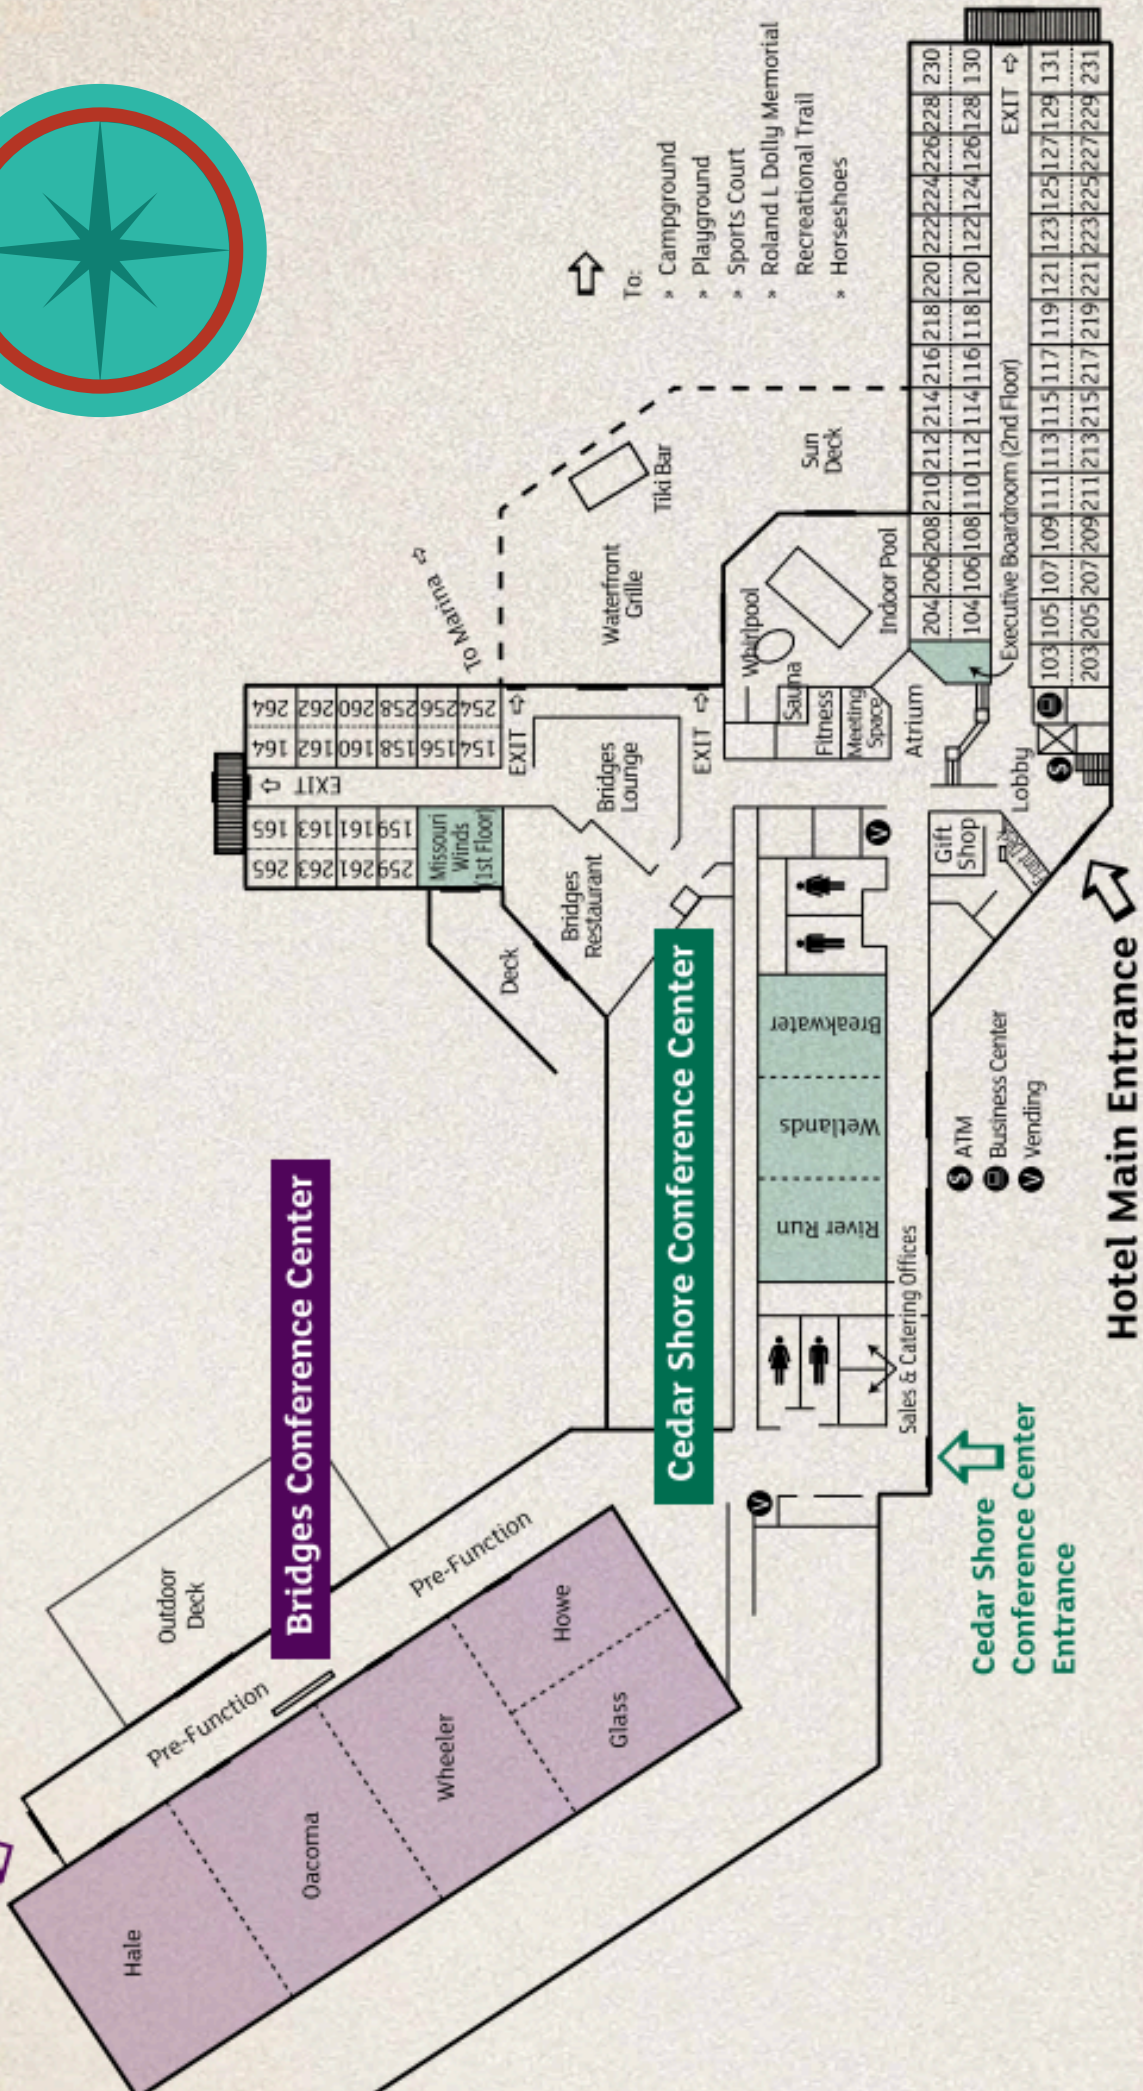 Bridges Conference Center
Outdoor
Deck
Pre-Function
Pre-Function
Hale
Oacoma
Wheeler
Howe
Glass
264 262 260 258 256 254
164 162 160 158 156 154
EXIT
165 163 161 159
265 263 261 259
Missouri
Winds
(1st Floor)
To Marina
EXIT
Deck
Bridges
Restaurant
Bridges
Lounge
Waterfront
Grille
Tiki Bar
EXIT
To:
» Campground
» Playground
» Sports Court
» Roland L Dolly Memorial
Recreational Trail
» Horseshoes
Cedar Shore Conference Center
Whirlpool
Sauna
Fitness
Meeting
Space
Sun
Deck
Indoor Pool
Atrium
River Run
Wetlands
Breakwater
V
V
Sales & Catering Offices
Gift
Shop
Lobby
204 206 208 210 212 214 216 218 220 222 224 226 228 230
104 106 108 110 112 114 116 118 120 122 124 126 128 130
Executive Boardroom (2nd Floor)
EXIT
103 105 107 109 111 113 115 117 119 121 123 125 127 129 131
203 205 207 209 211 213 215 217 219 221 223 225 227 229 231
$
$ ATM
Business Center
V Vending
Cedar Shore
Conference Center
Entrance
Hotel Main Entrance